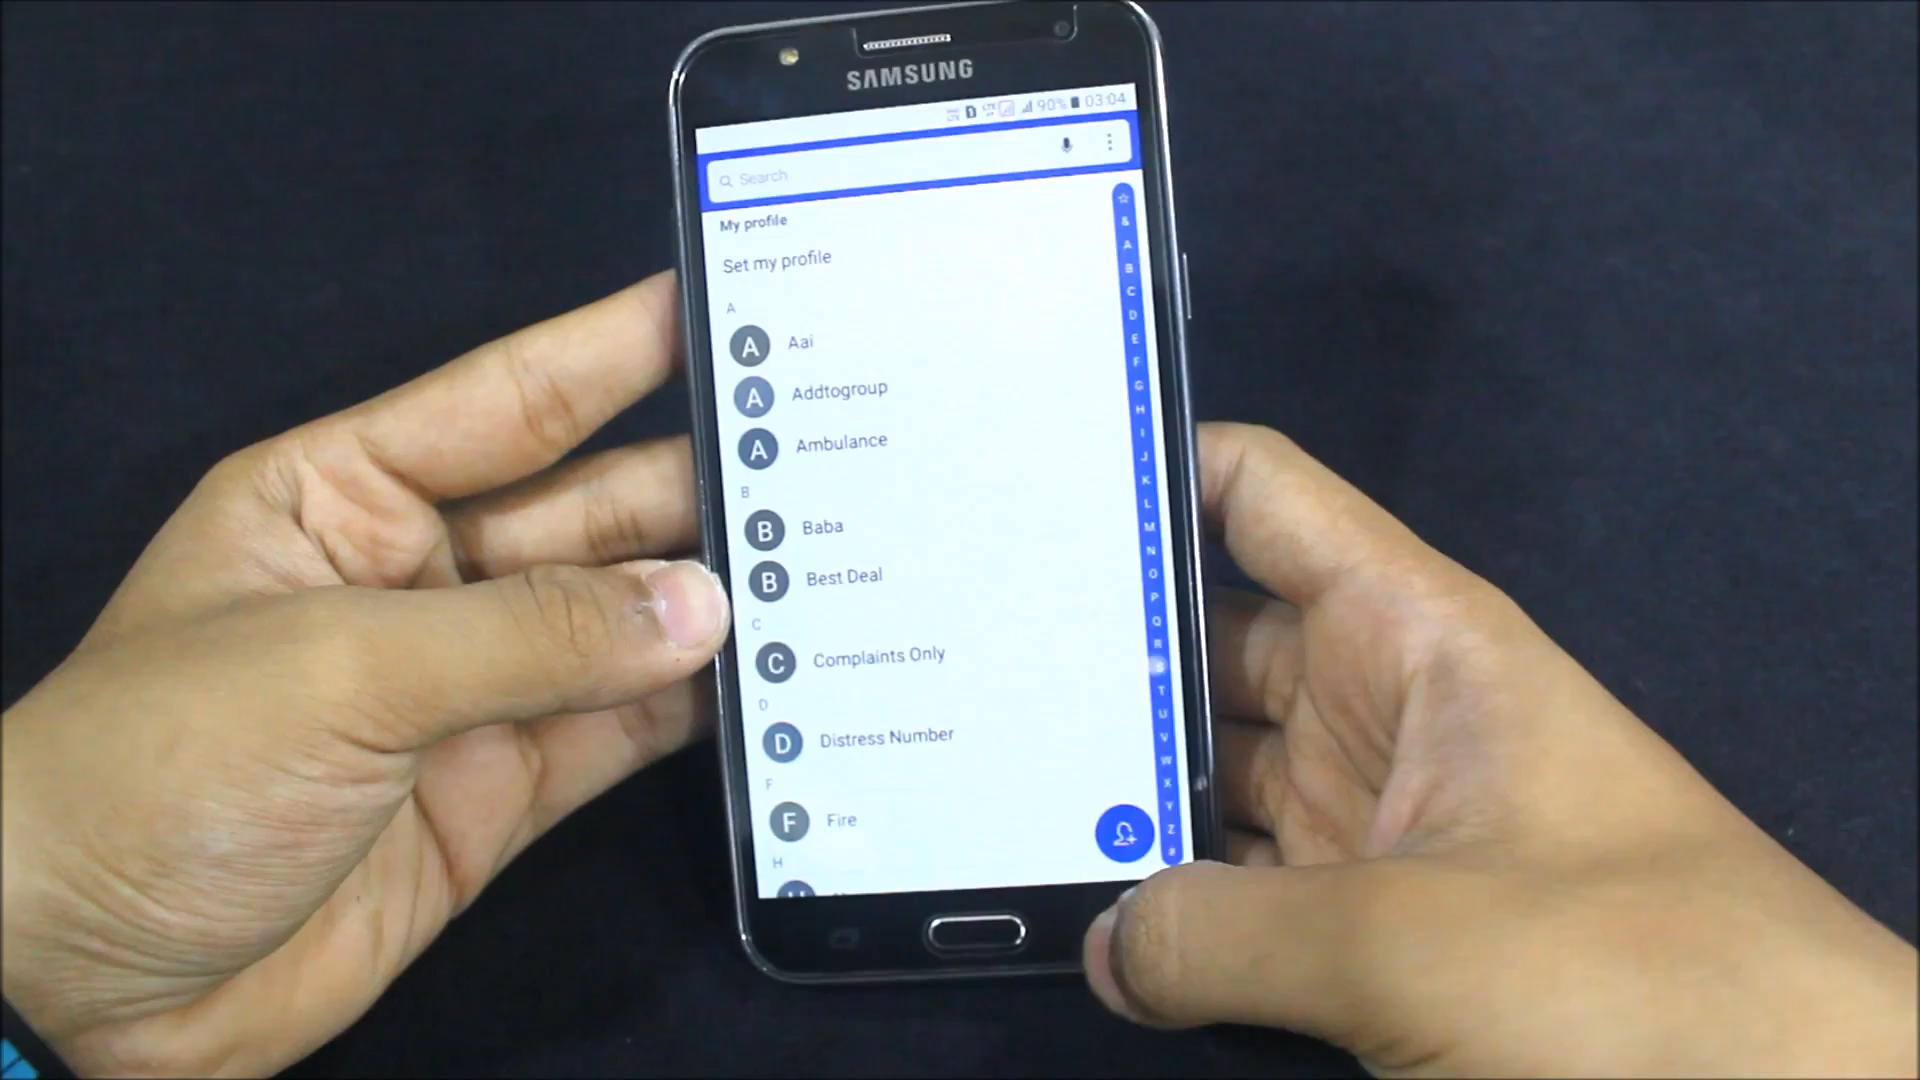 SAMSUNG
90% 03:04
Search
My profile
Set my profile
A
A Aai
A Addtogroup
A Ambulance
B
B Baba
B Best Deal
C
C Complaints Only
D
D Distress Number
F
F Fire
H
&
A
B
C
D
E
F
G
H
I
J
K
L
M
N
O
P
Q
R
S
T
U
V
W
X
Y
Z